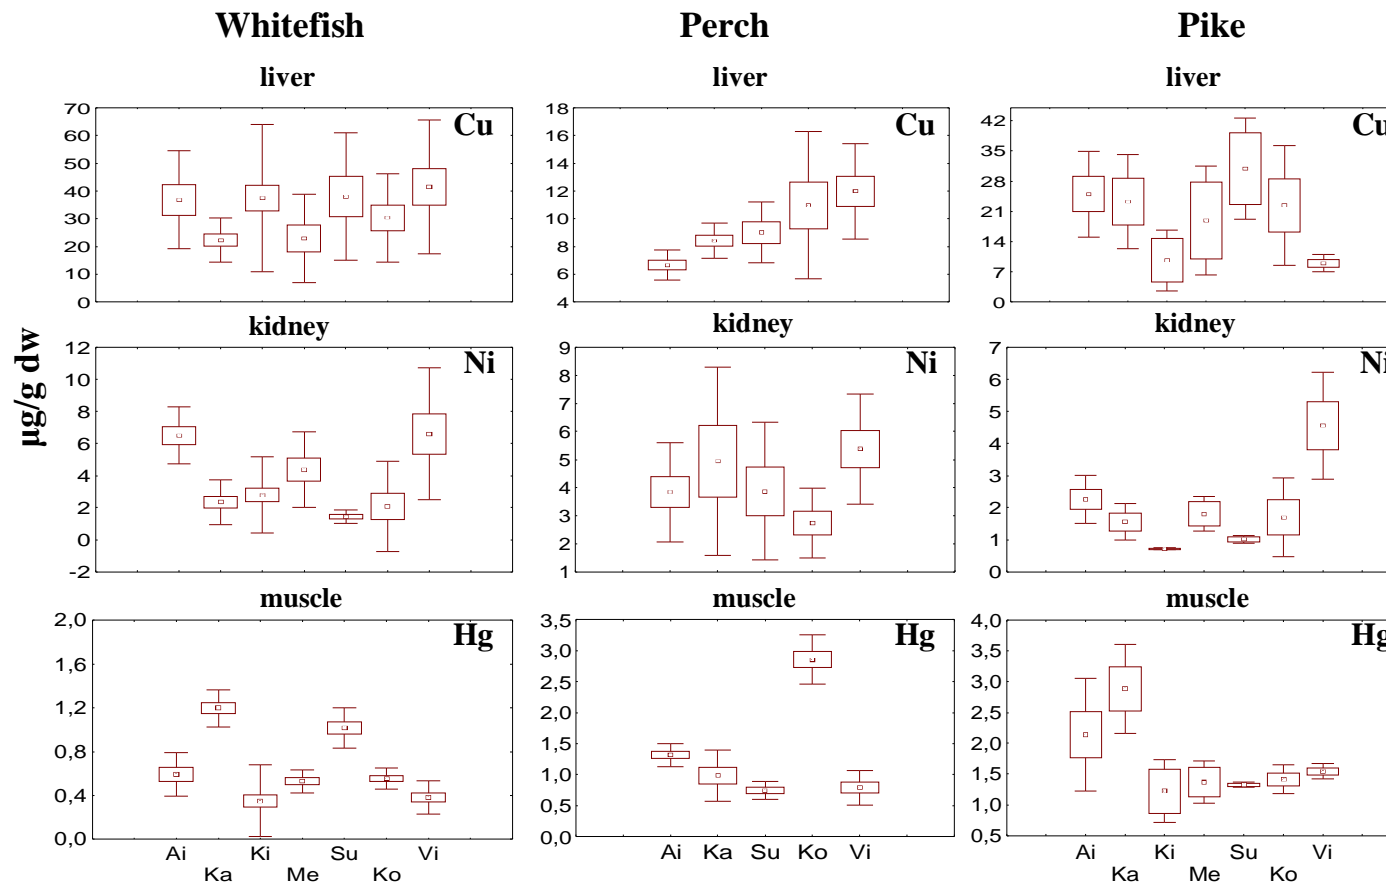 Whitefish Perch Pike
liver liver liver
70 60 50 40 30 20 10 0 Cu
18 16 14 12 10 8 6 4 Cu
42 35 28 21 14 7 0 Cu
µg/g dw
kidney kidney kidney
12 10 8 6 4 2 0 -2 Ni
9 8 7 6 5 4 3 2 1 Ni
7 6 5 4 3 2 1 0 Ni
muscle muscle muscle
2,0 1,6 1,2 0,8 0,4 0,0 Hg
3,5 3,0 2,5 2,0 1,5 1,0 0,5 0,0 Hg
4,0 3,5 3,0 2,5 2,0 1,5 1,0 0,5 Hg
Ai Ka Ki Me Su Ko Vi
Ai Ka Su Ko Vi
Ai Ka Ki Me Su Ko Vi